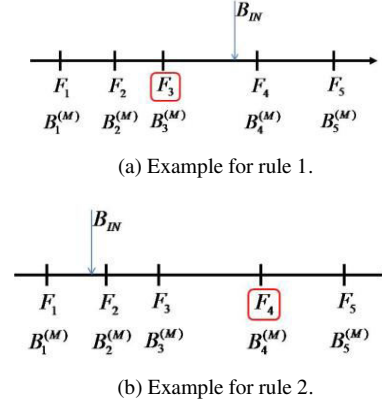 B_IN
F_1 F_2 F_3 F_4 F_5
B_1^(M) B_2^(M) B_3^(M) B_4^(M) B_5^(M)
(a) Example for rule 1.
B_IN
F_1 F_2 F_3 F_4 F_5
B_1^(M) B_2^(M) B_3^(M) B_4^(M) B_5^(M)
(b) Example for rule 2.